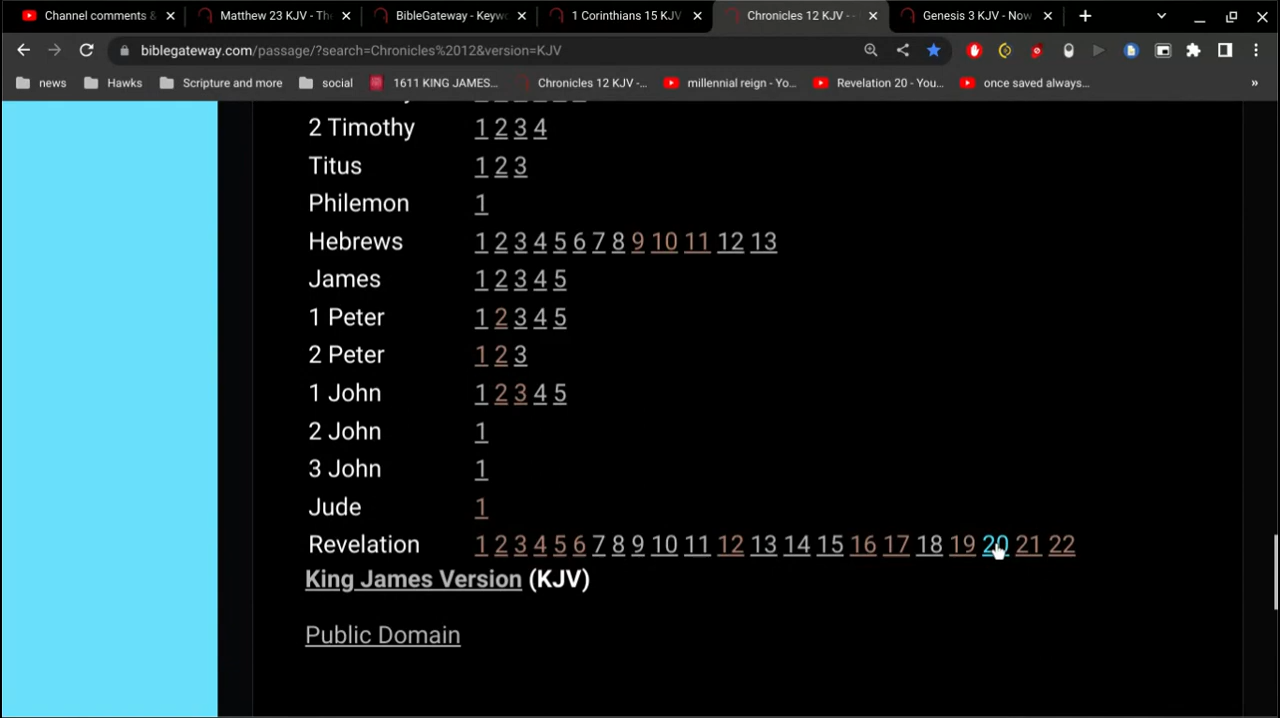 Channel comments &
Matthew 23 KJV - The
BibleGateway - Keywo
1 Corinthians 15 KJV
Chronicles 12 KJV - -
Genesis 3 KJV - Now
biblegateway.com/passage/?search=Chronicles%2012&version=KJV
news Hawks Scripture and more social 1611 KING JAMES... Chronicles 12 KJV -... millennial reign - Yo... Revelation 20 - You... once saved always... »
2 Timothy 1 2 3 4
Titus 1 2 3
Philemon 1
Hebrews 1 2 3 4 5 6 7 8 9 10 11 12 13
James 1 2 3 4 5
1 Peter 1 2 3 4 5
2 Peter 1 2 3
1 John 1 2 3 4 5
2 John 1
3 John 1
Jude 1
Revelation 1 2 3 4 5 6 7 8 9 10 11 12 13 14 15 16 17 18 19 20 21 22
King James Version (KJV)
Public Domain